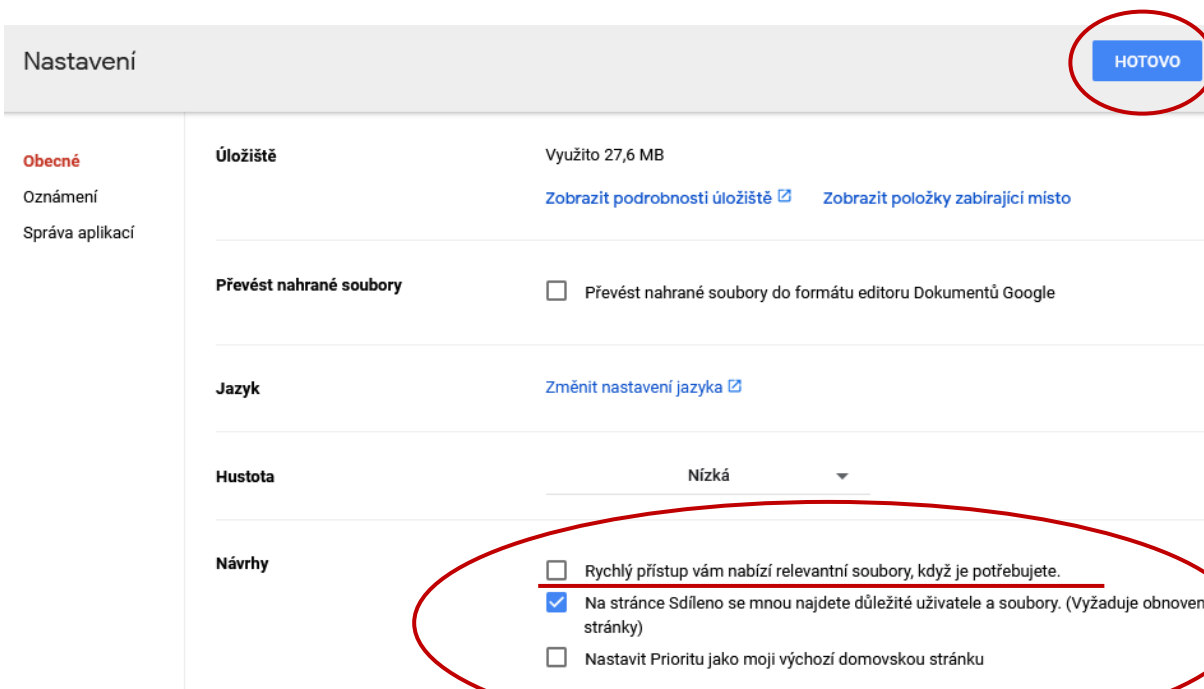 Nastavení
HOTOVO
Obecné
Oznámení
Správa aplikací
Úložiště
Využito 27,6 MB
Zobrazit podrobnosti úložiště
Zobrazit položky zabírající místo
Převést nahrané soubory
Převést nahrané soubory do formátu editoru Dokumentů Google
Jazyk
Změnit nastavení jazyka
Hustota
Nízká
Návrhy
Rychlý přístup vám nabízí relevantní soubory, když je potřebujete.
Na stránce Sdíleno se mnou najdete důležité uživatele a soubory. (Vyžaduje obnoven
stránky)
Nastavit Prioritu jako moji výchozí domovskou stránku